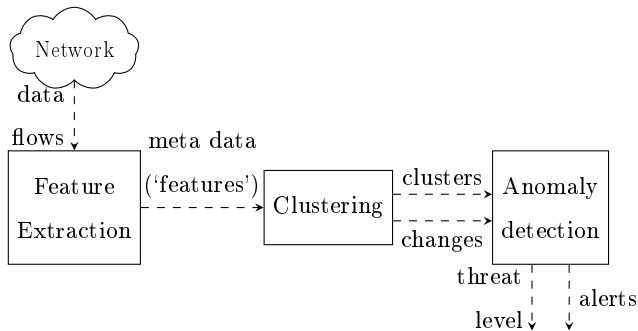 Network
data
flows
meta data
(‘features’)
Feature
Extraction
Clustering
clusters
changes
Anomaly
detection
threat
level
alerts